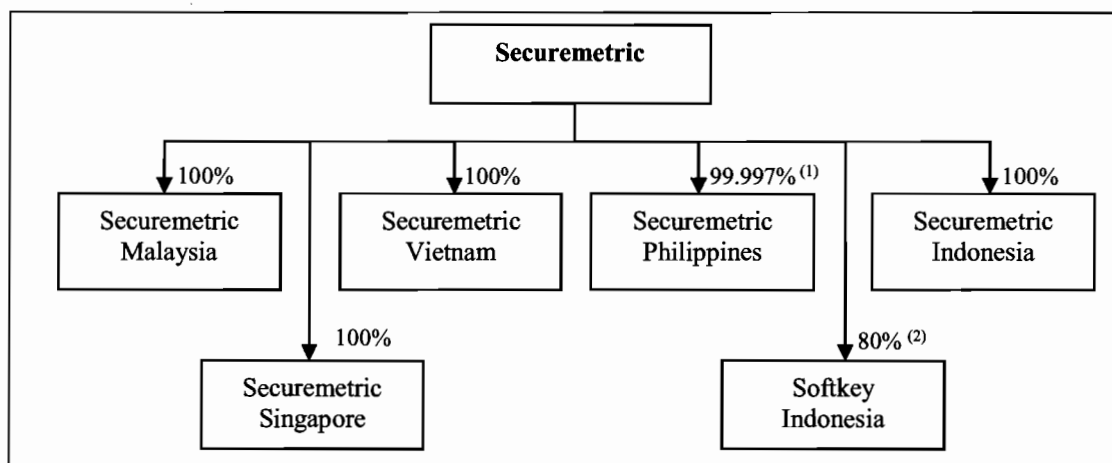 Securemetric
100%
100%
99.997% (1)
100%
Securemetric
Malaysia
Securemetric
Vietnam
Securemetric
Philippines
Securemetric
Indonesia
100%
80% (2)
Securemetric
Singapore
Softkey
Indonesia